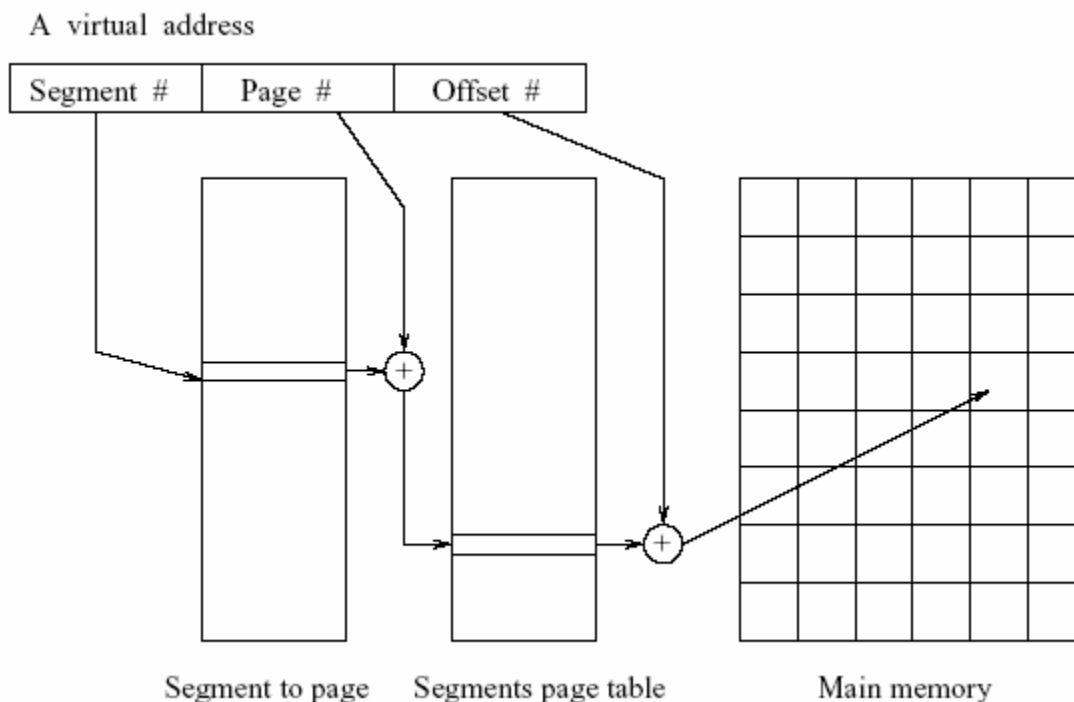 A virtual address
Segment # Page # Offset #
+
+
Segment to page Segments page table Main memory